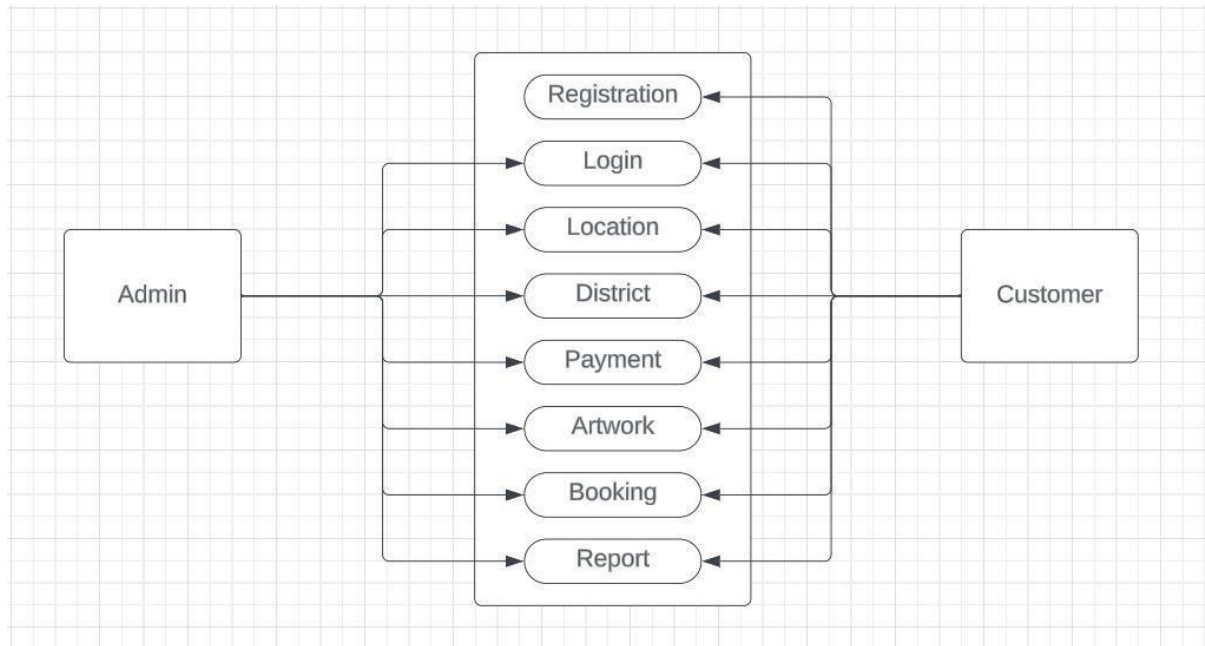 Registration
Login
Location
Admin
District
Customer
Payment
Artwork
Booking
Report